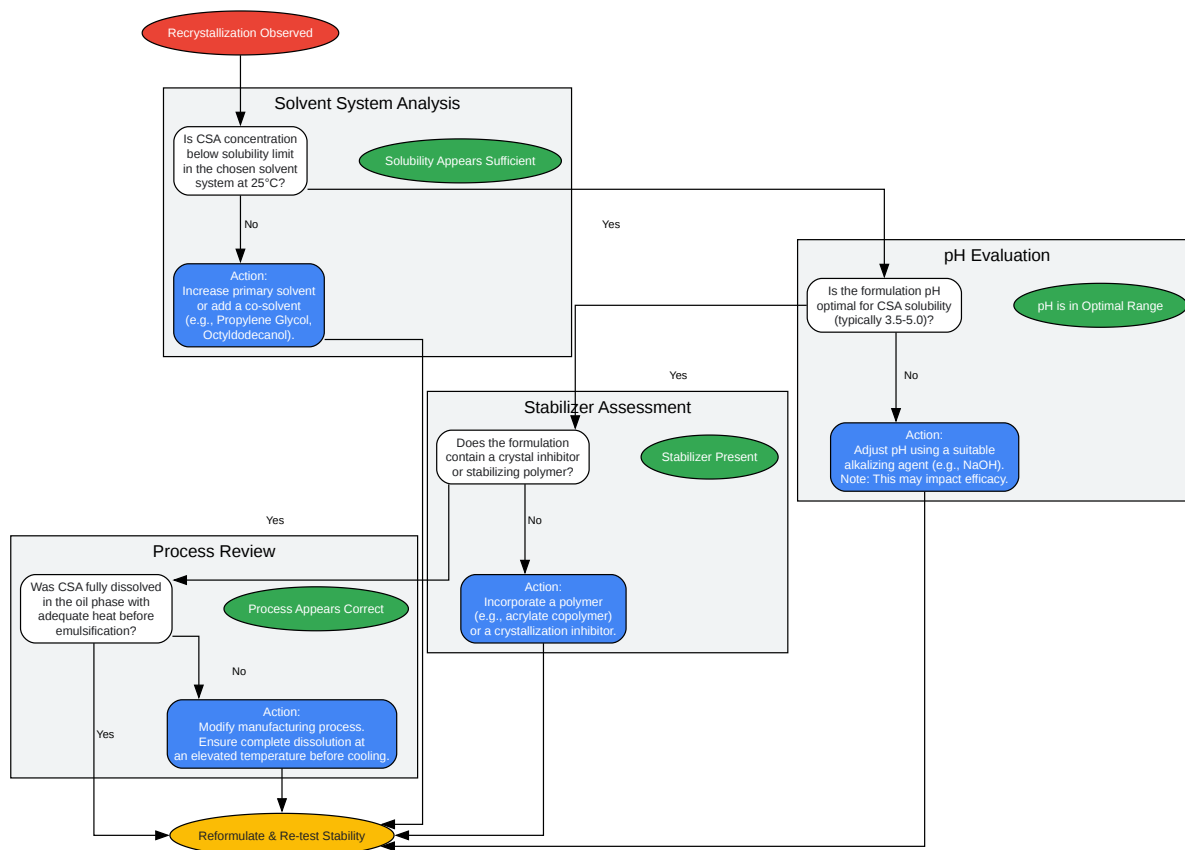 Recrystallization Observed
Solvent System Analysis
Is CSA concentration
below solubility limit
in the chosen solvent
system at 25°C?
Solubility Appears Sufficient
No
Yes
Action:
Increase primary solvent
or add a co-solvent
(e.g., Propylene Glycol,
Octyldodecanol).
pH Evaluation
Is the formulation pH
optimal for CSA solubility
(typically 3.5-5.0)?
pH is in Optimal Range
No
Yes
Action:
Adjust pH using a suitable
alkalizing agent (e.g., NaOH).
Note: This may impact efficacy.
Stabilizer Assessment
Does the formulation
contain a crystal inhibitor
or stabilizing polymer?
Stabilizer Present
No
Yes
Action:
Incorporate a polymer
(e.g., acrylate copolymer)
or a crystallization inhibitor.
Process Review
Was CSA fully dissolved
in the oil phase with
adequate heat before
emulsification?
Process Appears Correct
No
Yes
Action:
Modify manufacturing process.
Ensure complete dissolution at
an elevated temperature before cooling.
Reformulate & Re-test Stability